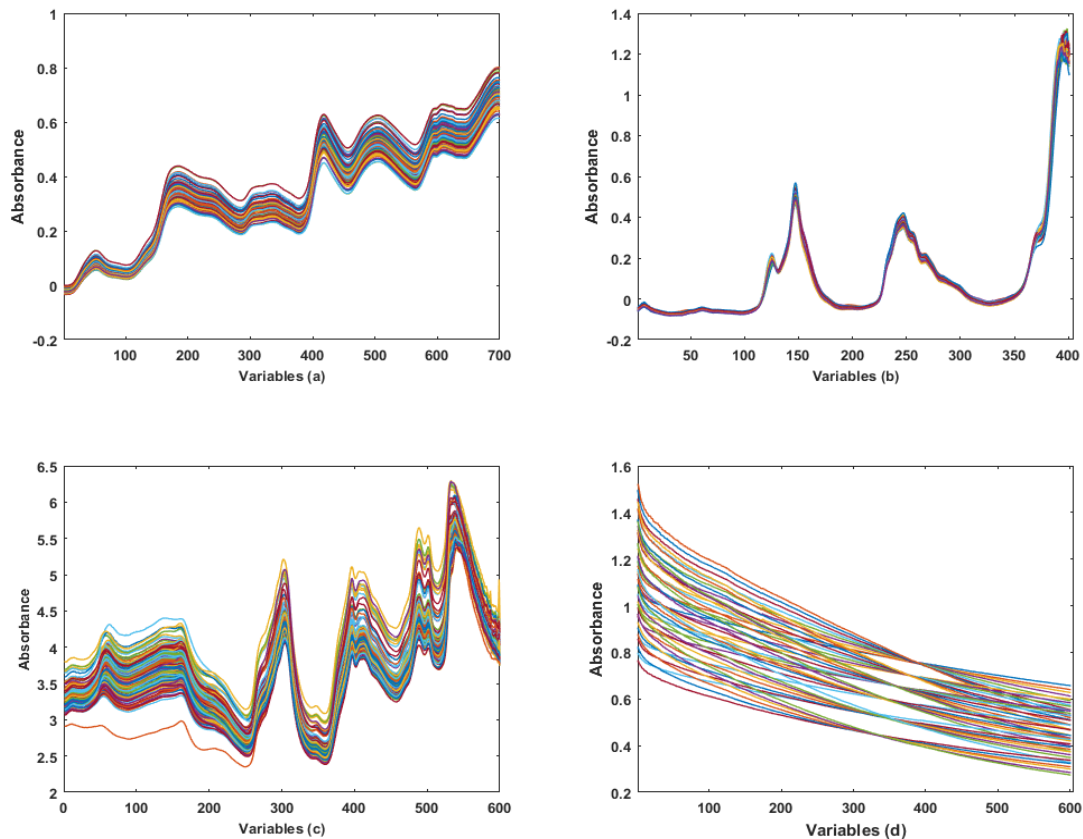 1
0.8
0.6
0.4
0.2
0
-0.2
Absorbance
100 200 300 400 500 600 700
Variables (a)
1.4
1.2
1
0.8
0.6
0.4
0.2
0
-0.2
Absorbance
50 100 150 200 250 300 350 400
Variables (b)
6.5
6
5.5
5
4.5
4
3.5
3
2.5
2
Absorbance
0 100 200 300 400 500 600
Variables (c)
1.6
1.4
1.2
1
0.8
0.6
0.4
0.2
Absorbance
100 200 300 400 500 600
Variables (d)